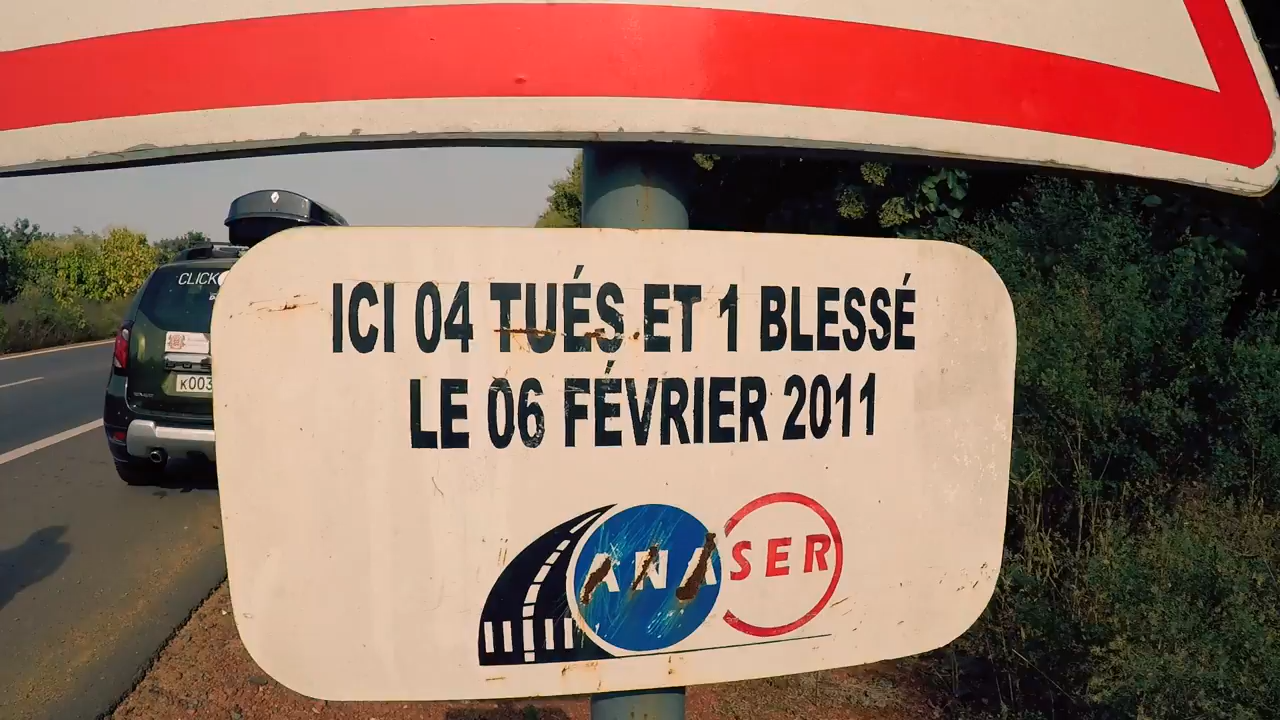 ICI 04 TUÉS ET 1 BLESSÉ
LE 06 FÉVRIER 2011
ANASER
CLICK
K003